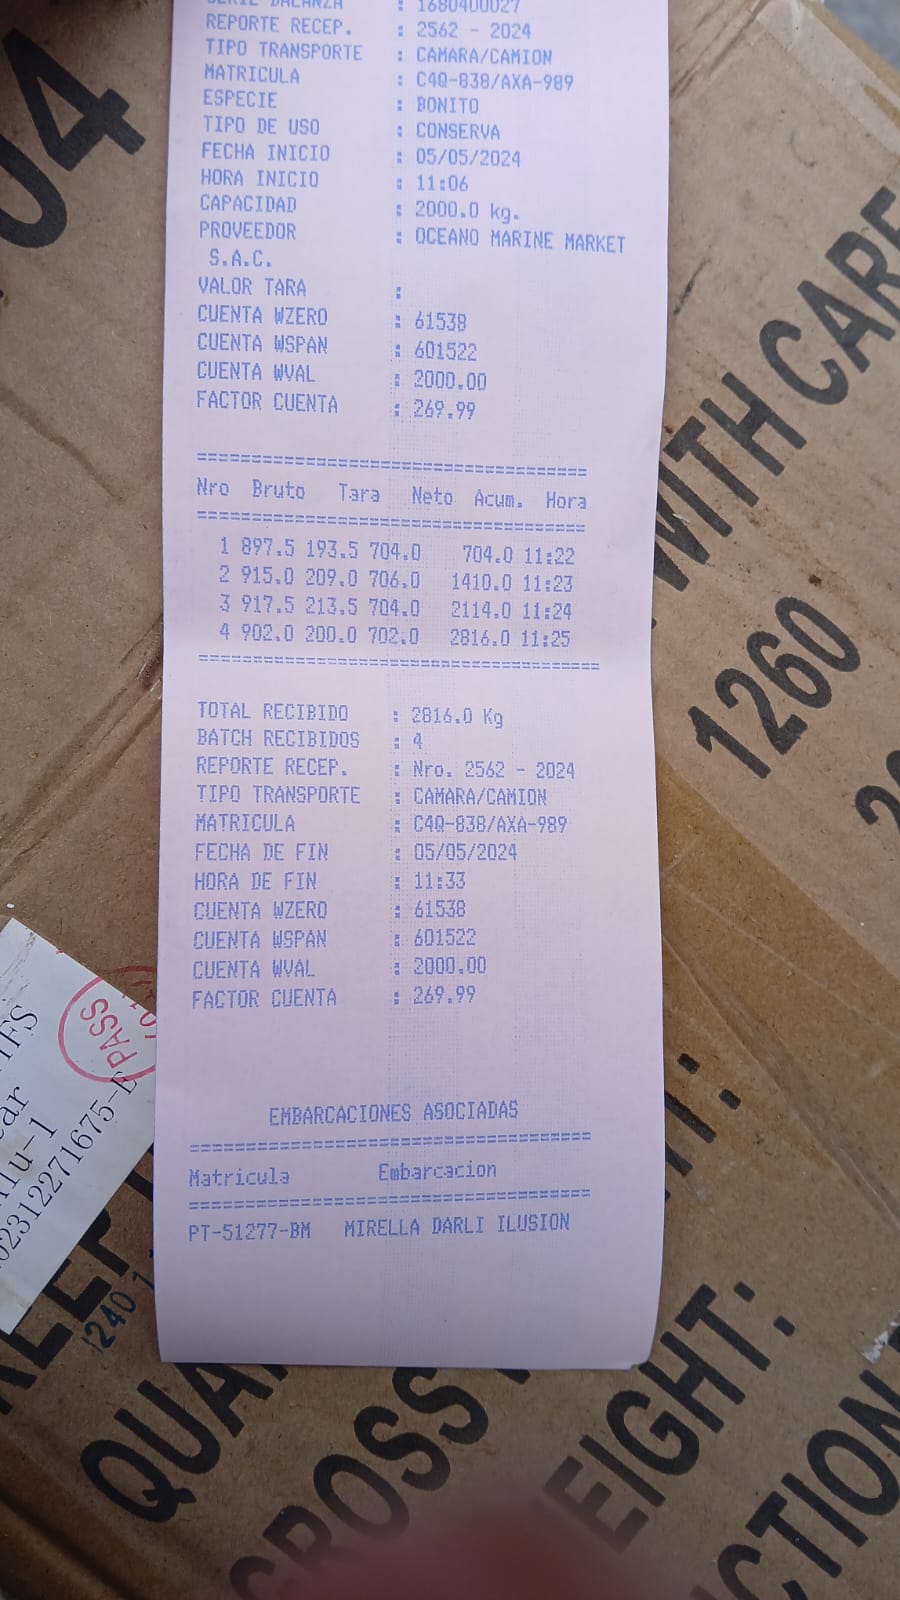 SERIE BALANZA : 1680400027
REPORTE RECEP. : 2562 - 2024
TIPO TRANSPORTE : CAMARA/CAMION
MATRICULA : C4Q-838/AXA-989
ESPECIE : BONITO
TIPO DE USO : CONSERVA
FECHA INICIO : 05/05/2024
HORA INICIO : 11:06
CAPACIDAD : 2000.0 kg.
PROVEEDOR : OCEANO MARINE MARKET
S.A.C.
VALOR TARA :
CUENTA WZERO : 61538
CUENTA WSPAN : 601522
CUENTA WVAL : 2000.00
FACTOR CUENTA : 269.99
===================================
Nro Bruto Tara Neto Acum. Hora
===================================
1 897.5 193.5 704.0 704.0 11:22
2 915.0 209.0 706.0 1410.0 11:23
3 917.5 213.5 704.0 2114.0 11:24
4 902.0 200.0 702.0 2816.0 11:25
===================================
TOTAL RECIBIDO : 2816.0 Kg
BATCH RECIBIDOS : 4
REPORTE RECEP. : Nro. 2562 - 2024
TIPO TRANSPORTE : CAMARA/CAMION
MATRICULA : C4Q-838/AXA-989
FECHA DE FIN : 05/05/2024
HORA DE FIN : 11:33
CUENTA WZERO : 61538
CUENTA WSPAN : 601522
CUENTA WVAL : 2000.00
FACTOR CUENTA : 269.99
EMBARCACIONES ASOCIADAS
===================================
Matricula Embarcacion
===================================
PT-51277-BM MIRELLA DARLI ILUSION
04
WITH CARE
1260
PASS
QUA
CROSS
EIGHT: